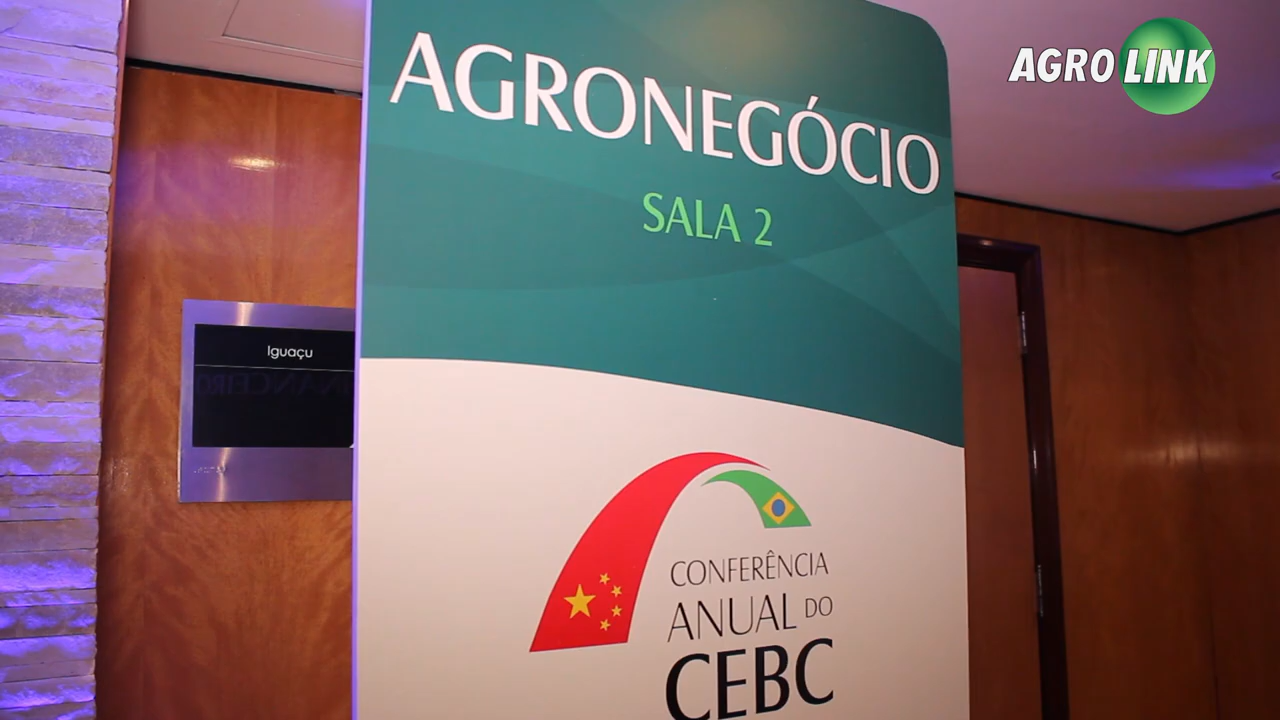 AGRO LINK
AGRONEGÓCIO
SALA 2
Iguaçu
CONFERÊNCIA
ANUAL DO
CEBC